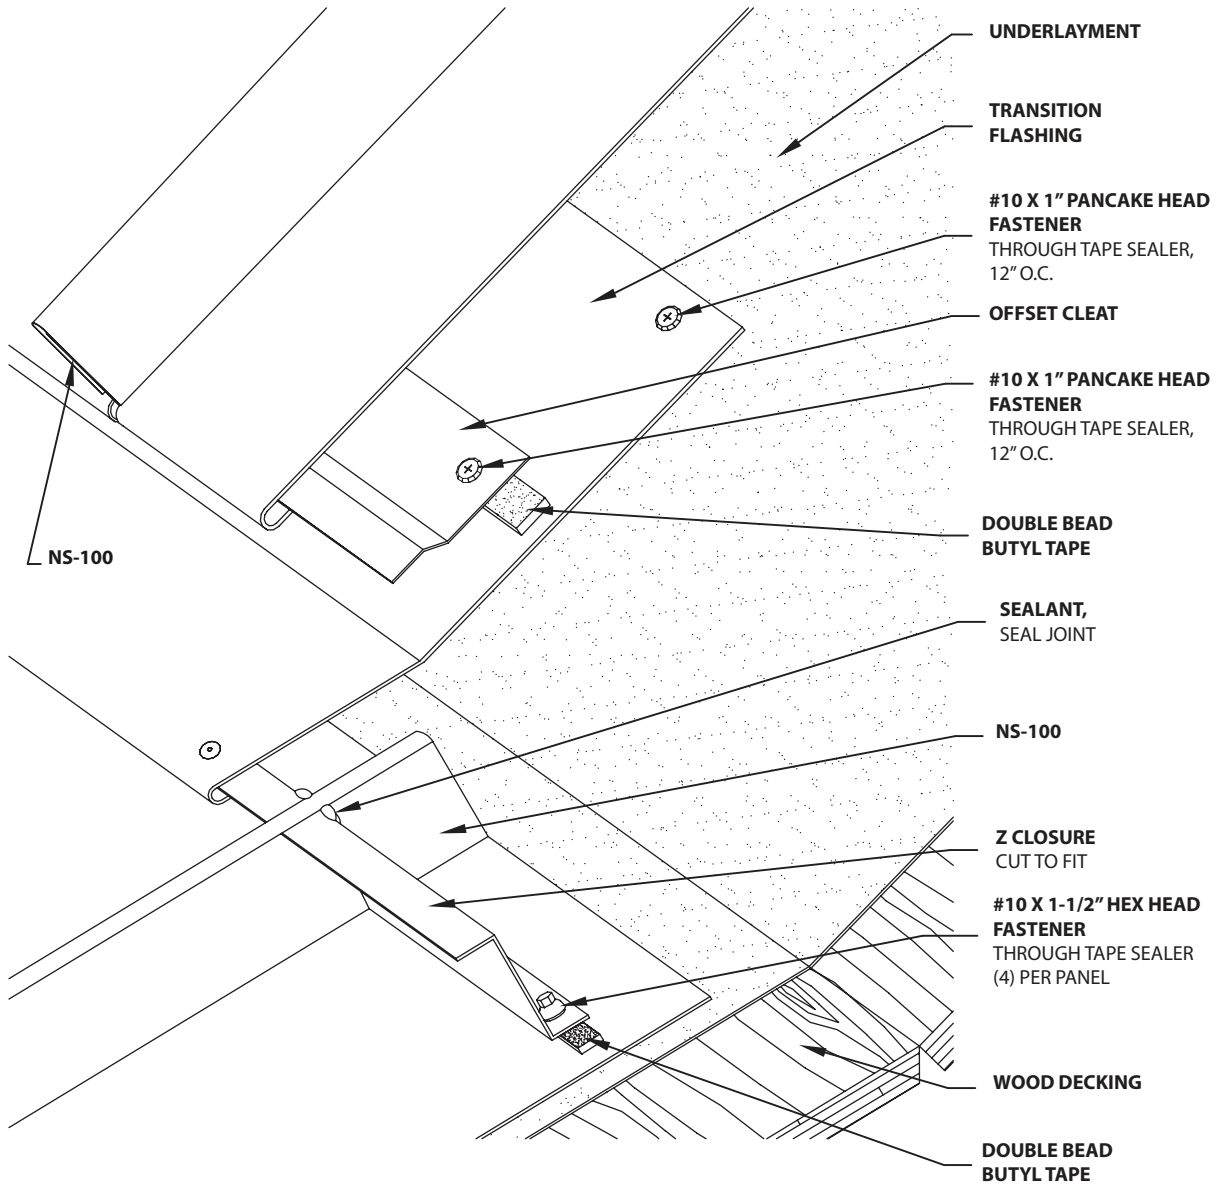 UNDERLAYMENT
TRANSITION
FLASHING
#10 X 1” PANCAKE HEAD
FASTENER
THROUGH TAPE SEALER,
12” O.C.
OFFSET CLEAT
#10 X 1” PANCAKE HEAD
FASTENER
THROUGH TAPE SEALER,
12” O.C.
DOUBLE BEAD
BUTYL TAPE
NS-100
SEALANT,
SEAL JOINT
NS-100
Z CLOSURE
CUT TO FIT
#10 X 1-1/2” HEX HEAD
FASTENER
THROUGH TAPE SEALER
(4) PER PANEL
WOOD DECKING
DOUBLE BEAD
BUTYL TAPE